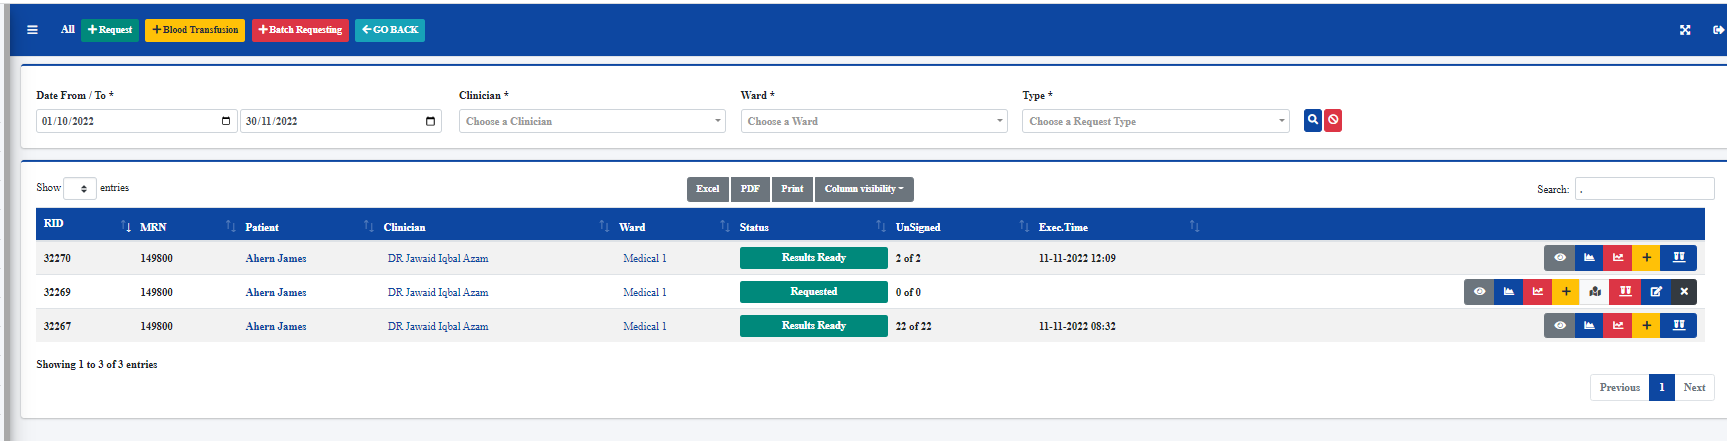 All Request Blood Transfusion Batch Requesting GO BACK
Date From / To * Clinician * Ward * Type *
01/10/2022 30/11/2022 Choose a Clinician Choose a Ward Choose a Request Type
Show entries Excel PDF Print Column visibility Search: .
RID MRN Patient Clinician Ward Status UnSigned Exec.Time
32270 149800 Ahern James DR Jawaid Iqbal Azam Medical 1 Results Ready 2 of 2 11-11-2022 12:09
32269 149800 Ahern James DR Jawaid Iqbal Azam Medical 1 Requested 0 of 0
32267 149800 Ahern James DR Jawaid Iqbal Azam Medical 1 Results Ready 22 of 22 11-11-2022 08:32
Showing 1 to 3 of 3 entries
Previous 1 Next